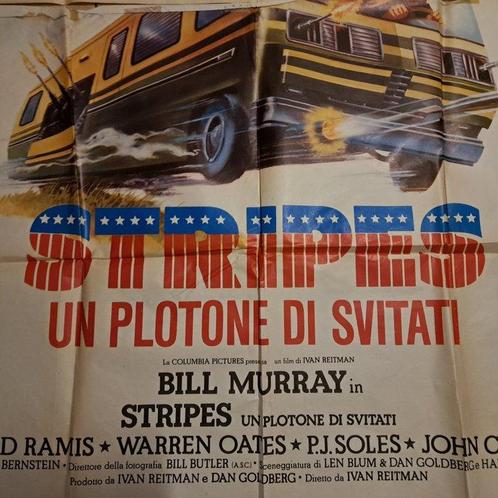 STRIPES
UN PLOTONE DI SVITATI
La COLUMBIA PICTURES presenta un film di IVAN REITMAN
BILL MURRAY in
STRIPES UN PLOTONE DI SVITATI
D RAMIS ★ WARREN OATES ★ P.J. SOLES ★ JOHN C
BERNSTEIN • Direttore della fotografia BILL BUTLER (A.S.C.) • Sceneggiatura di LEN BLUM & DAN GOLDBERG e HA
Prodotto da IVAN REITMAN e DAN GOLDBERG • Diretto da IVAN REITMAN